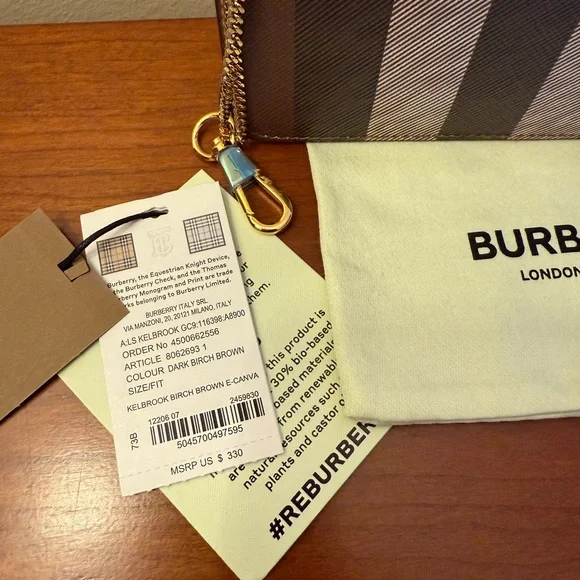 Burberry, the Equestrian Knight Device,
the Burberry Check, and the Thomas
Burberry Monogram and Print are trade
marks belonging to Burberry Limited.
BURBERRY ITALY SRL
VIA MANZONI, 20, 20121 MILANO, ITALY
A:LS KELBROOK GC9:116398:A8900
ORDER No 4500662556
ARTICLE 8062693 1
COLOUR DARK BIRCH BROWN
SIZE/FIT
KELBROOK BIRCH BROWN E-CANVA
73B
12206 07 2459830
5045700497595
MSRP US $ 330
this product is
30% bio-based
based materials
from renewable
natural resources such
plants and castor
#REBURBER
BURB
LONDON